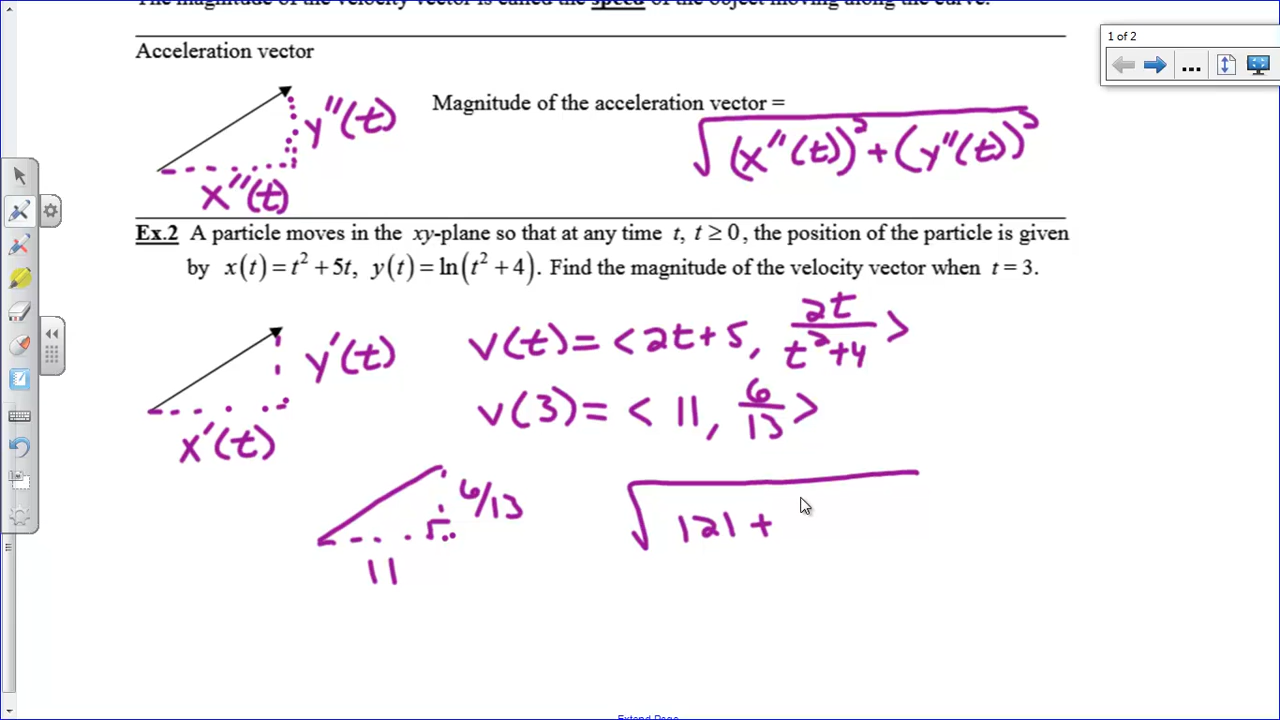 The magnitude of the velocity vector is called the speed of the object moving along the curve.
1 of 2
Acceleration vector
y''(t)
x''(t)
Magnitude of the acceleration vector =
√((x''(t))² + (y''(t))²)
Ex.2 A particle moves in the xy-plane so that at any time t, t ≥ 0, the position of the particle is given
by x(t) = t² + 5t, y(t) = ln(t² + 4). Find the magnitude of the velocity vector when t = 3.
y'(t)
x'(t)
v(t) = <2t+5, 2t/(t²+4)>
v(3) = <11, 6/13>
6/13
11
√(121 +
Extend Page